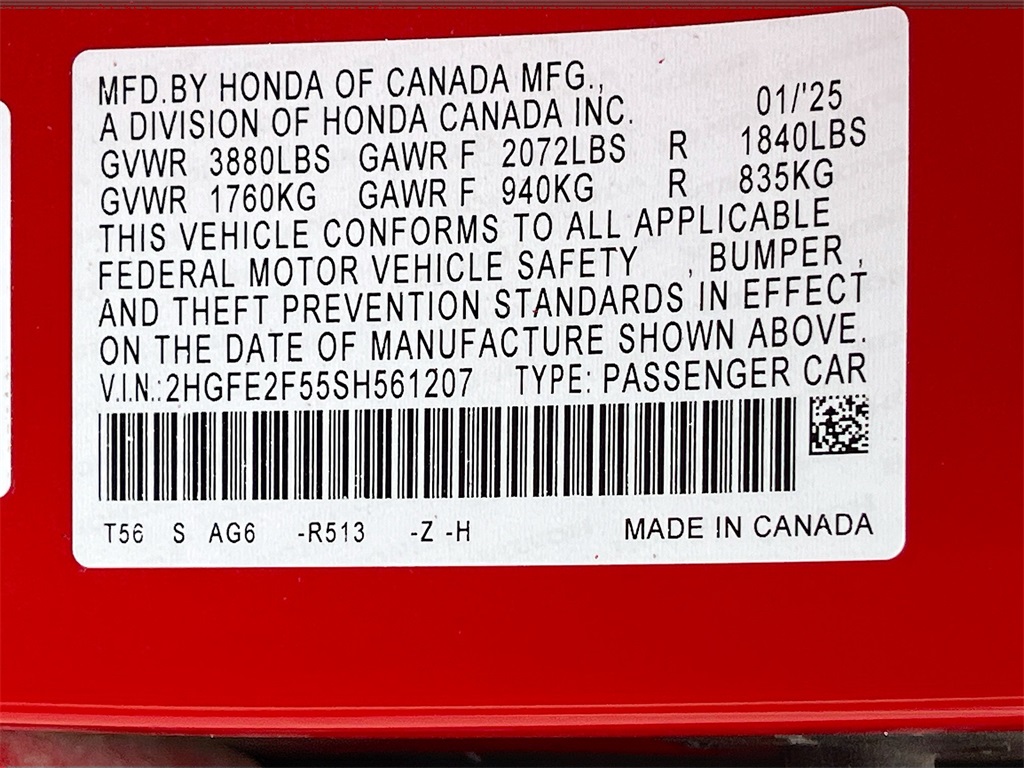 MFD.BY HONDA OF CANADA MFG.,
A DIVISION OF HONDA CANADA INC. 01/'25
GVWR 3880LBS GAWR F 2072LBS R 1840LBS
GVWR 1760KG GAWR F 940KG R 835KG
THIS VEHICLE CONFORMS TO ALL APPLICABLE
FEDERAL MOTOR VEHICLE SAFETY , BUMPER ,
AND THEFT PREVENTION STANDARDS IN EFFECT
ON THE DATE OF MANUFACTURE SHOWN ABOVE.
V.I.N.:2HGFE2F55SH561207 TYPE: PASSENGER CAR
T56 S AG6 -R513 -Z -H MADE IN CANADA